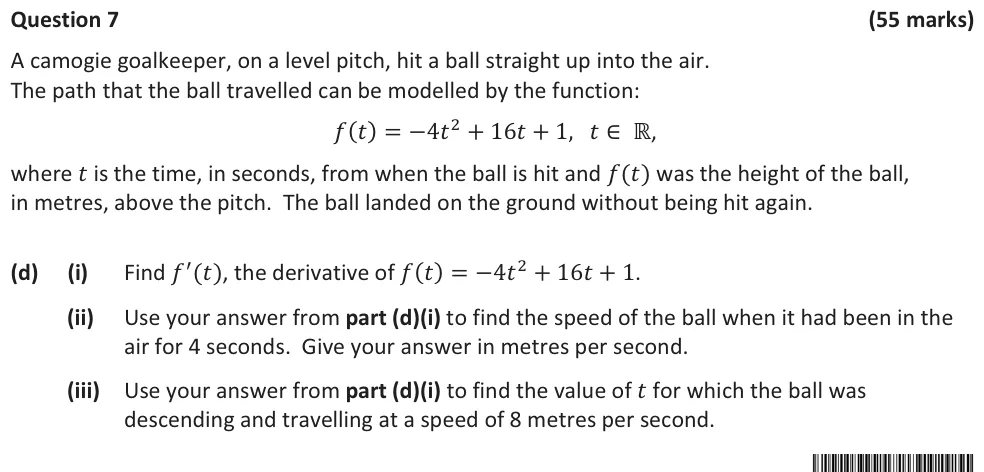 Question 7 (55 marks)
A camogie goalkeeper, on a level pitch, hit a ball straight up into the air.
The path that the ball travelled can be modelled by the function:
f(t) = −4t² + 16t + 1, t ∈ ℝ,
where t is the time, in seconds, from when the ball is hit and f(t) was the height of the ball,
in metres, above the pitch. The ball landed on the ground without being hit again.
(d) (i) Find f′(t), the derivative of f(t) = −4t² + 16t + 1.
(ii) Use your answer from part (d)(i) to find the speed of the ball when it had been in the
air for 4 seconds. Give your answer in metres per second.
(iii) Use your answer from part (d)(i) to find the value of t for which the ball was
descending and travelling at a speed of 8 metres per second.